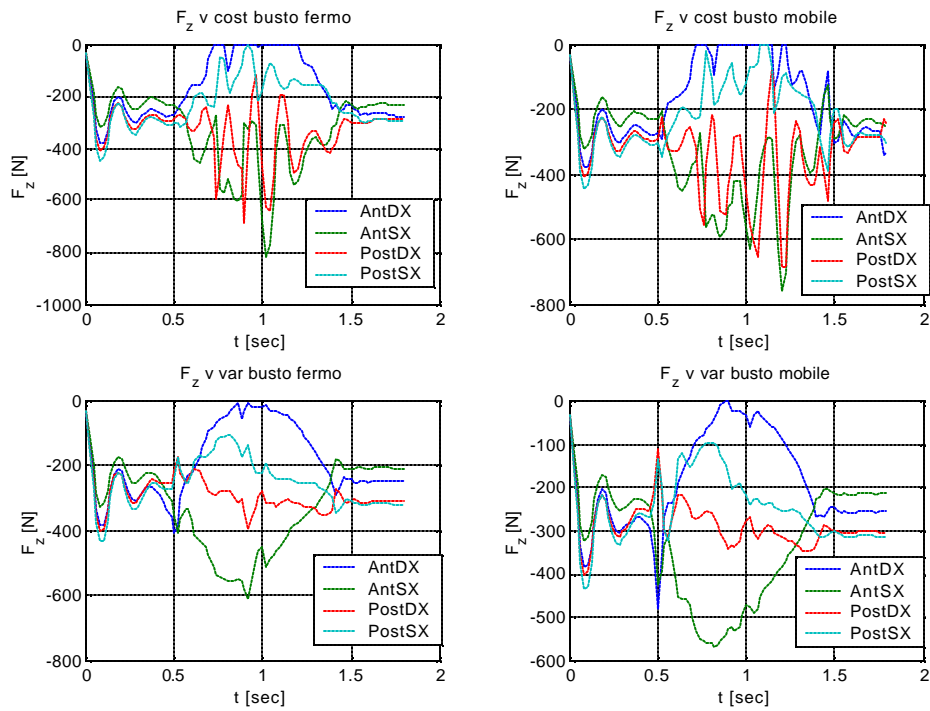 F_z v cost busto fermo
0
-200
-400
-600
-800
-1000
F_z [N]
0 0.5 1 1.5 2
t [sec]
AntDX
AntSX
PostDX
PostSX
F_z v cost busto mobile
0
-200
-400
-600
-800
F_z [N]
0 0.5 1 1.5 2
t [sec]
AntDX
AntSX
PostDX
PostSX
F_z v var busto fermo
0
-200
-400
-600
-800
F_z [N]
0 0.5 1 1.5 2
t [sec]
AntDX
AntSX
PostDX
PostSX
F_z v var busto mobile
0
-100
-200
-300
-400
-500
-600
F_z [N]
0 0.5 1 1.5 2
t [sec]
AntDX
AntSX
PostDX
PostSX